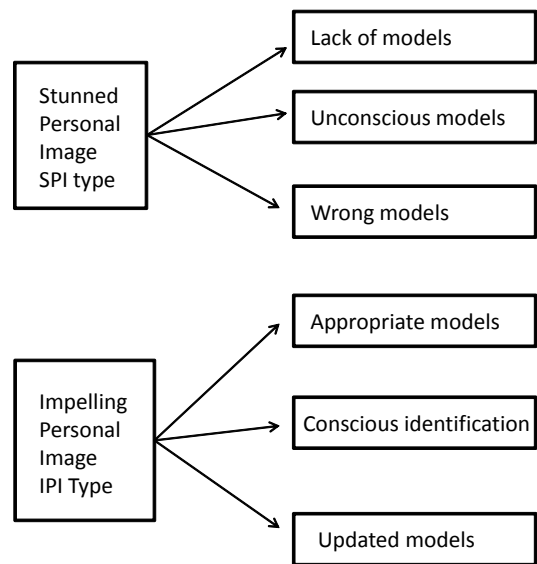 Stunned
Personal
Image
SPI type
Lack of models
Unconscious models
Wrong models
Impelling
Personal
Image
IPI Type
Appropriate models
Conscious identification
Updated models